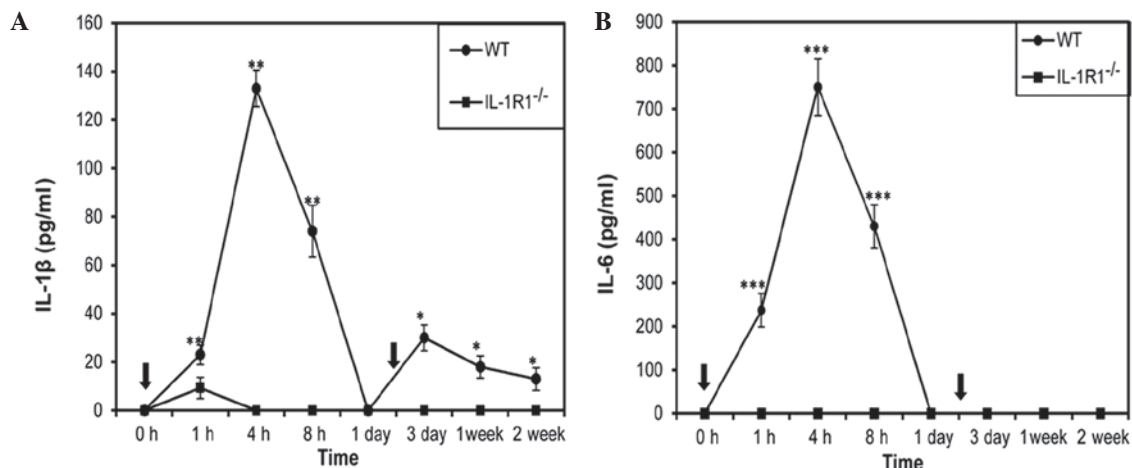 A
IL-1β (pg/ml)
160
140
120
100
80
60
40
20
0
WT
IL-1R1-/-
**
**
**
*
*
*
0 h 1 h 4 h 8 h 1 day 3 day 1week 2 week
Time
B
IL-6 (pg/ml)
900
800
700
600
500
400
300
200
100
0
WT
IL-1R1-/-
***
***
***
0 h 1 h 4 h 8 h 1 day 3 day 1week 2 week
Time